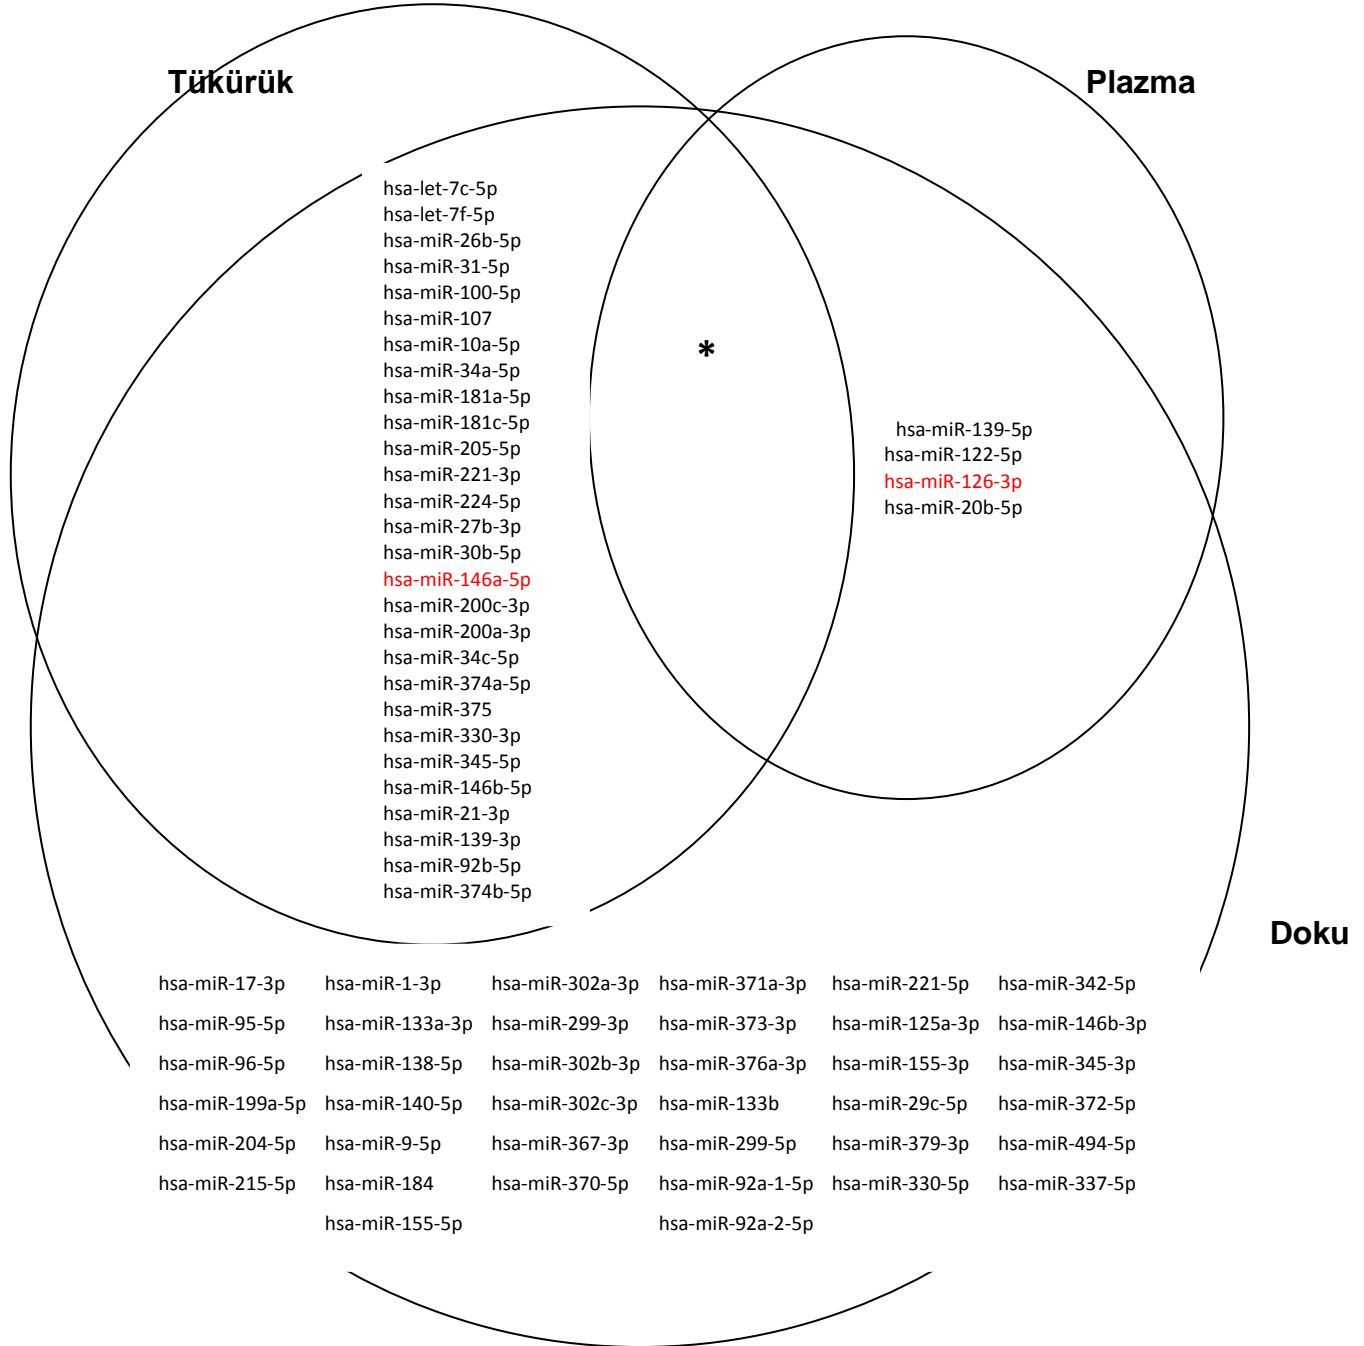 Tükürük
Plazma
hsa-let-7c-5p
hsa-let-7f-5p
hsa-miR-26b-5p
hsa-miR-31-5p
hsa-miR-100-5p
hsa-miR-107
hsa-miR-10a-5p
hsa-miR-34a-5p
hsa-miR-181a-5p
hsa-miR-181c-5p
hsa-miR-205-5p
hsa-miR-221-3p
hsa-miR-224-5p
hsa-miR-27b-3p
hsa-miR-30b-5p
hsa-miR-146a-5p
hsa-miR-200c-3p
hsa-miR-200a-3p
hsa-miR-34c-5p
hsa-miR-374a-5p
hsa-miR-375
hsa-miR-330-3p
hsa-miR-345-5p
hsa-miR-146b-5p
hsa-miR-21-3p
hsa-miR-139-3p
hsa-miR-92b-5p
hsa-miR-374b-5p
*
hsa-miR-139-5p
hsa-miR-122-5p
hsa-miR-126-3p
hsa-miR-20b-5p
Doku
hsa-miR-17-3p hsa-miR-1-3p hsa-miR-302a-3p hsa-miR-371a-3p hsa-miR-221-5p hsa-miR-342-5p
hsa-miR-95-5p hsa-miR-133a-3p hsa-miR-299-3p hsa-miR-373-3p hsa-miR-125a-3p hsa-miR-146b-3p
hsa-miR-96-5p hsa-miR-138-5p hsa-miR-302b-3p hsa-miR-376a-3p hsa-miR-155-3p hsa-miR-345-3p
hsa-miR-199a-5p hsa-miR-140-5p hsa-miR-302c-3p hsa-miR-133b hsa-miR-29c-5p hsa-miR-372-5p
hsa-miR-204-5p hsa-miR-9-5p hsa-miR-367-3p hsa-miR-299-5p hsa-miR-379-3p hsa-miR-494-5p
hsa-miR-215-5p hsa-miR-184 hsa-miR-370-5p hsa-miR-92a-1-5p hsa-miR-330-5p hsa-miR-337-5p
hsa-miR-155-5p hsa-miR-92a-2-5p